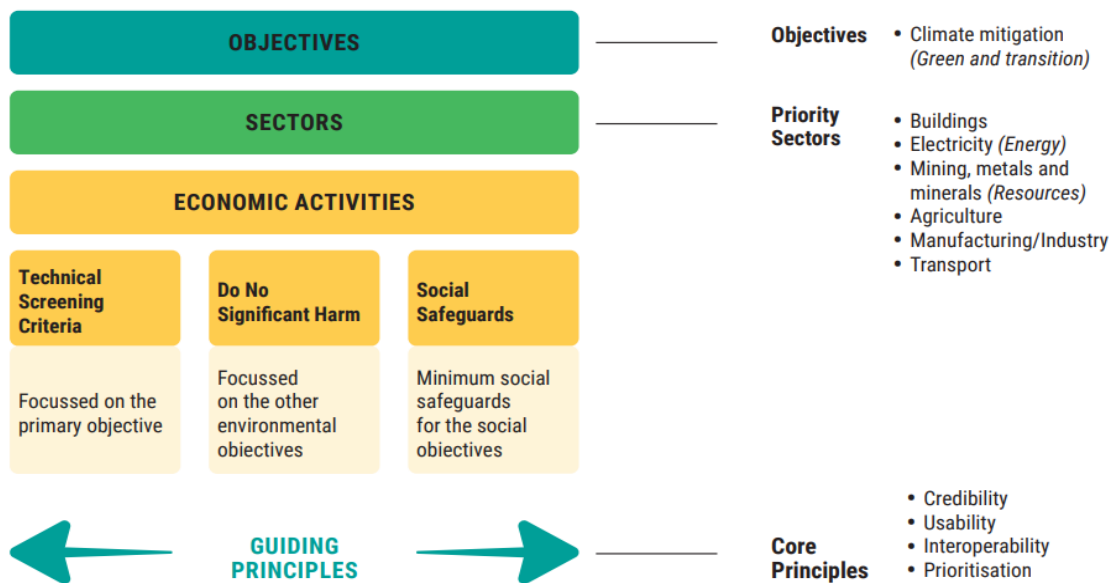 OBJECTIVES
Objectives
• Climate mitigation
(Green and transition)
SECTORS
Priority
Sectors
• Buildings
• Electricity (Energy)
• Mining, metals and
minerals (Resources)
• Agriculture
• Manufacturing/Industry
• Transport
ECONOMIC ACTIVITIES
Technical
Screening
Criteria
Focussed on the
primary objective
Do No
Significant Harm
Focussed
on the other
environmental
objectives
Social
Safeguards
Minimum social
safeguards
for the social
objectives
GUIDING
PRINCIPLES
Core
Principles
• Credibility
• Usability
• Interoperability
• Prioritisation